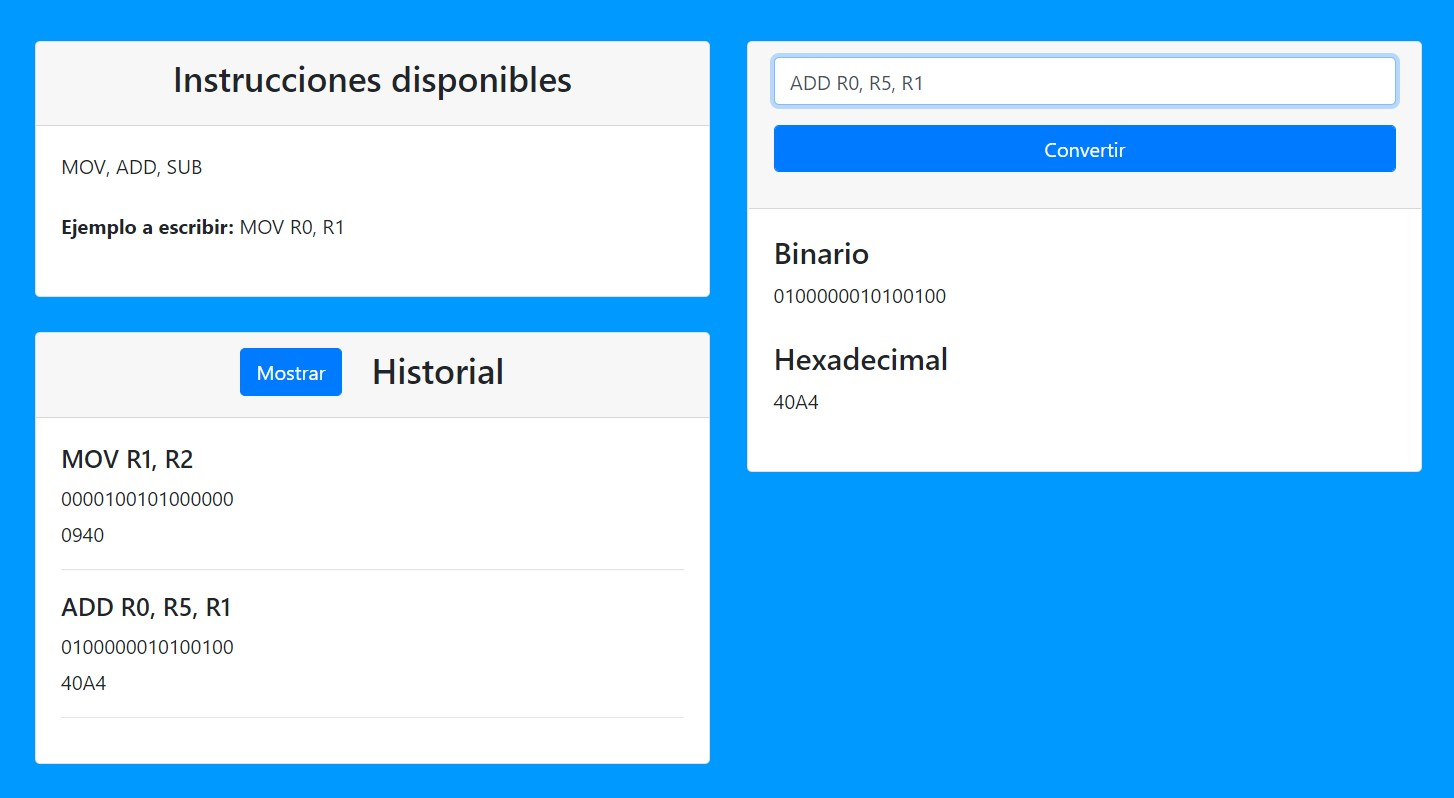 Instrucciones disponibles
MOV, ADD, SUB
Ejemplo a escribir: MOV R0, R1
Mostrar Historial
MOV R1, R2
0000100101000000
0940
ADD R0, R5, R1
0100000010100100
40A4
ADD R0, R5, R1
Convertir
Binario
0100000010100100
Hexadecimal
40A4